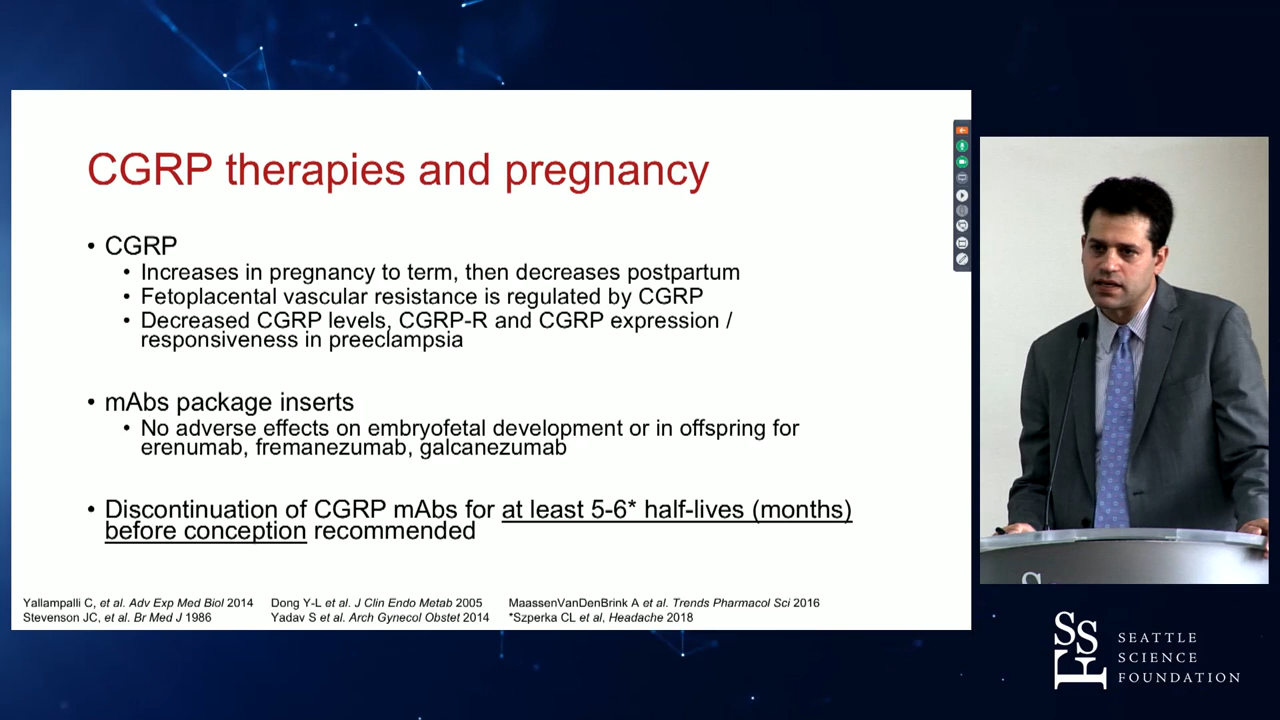 CGRP therapies and pregnancy
• CGRP
• Increases in pregnancy to term, then decreases postpartum
• Fetoplacental vascular resistance is regulated by CGRP
• Decreased CGRP levels, CGRP-R and CGRP expression /
responsiveness in preeclampsia
• mAbs package inserts
• No adverse effects on embryofetal development or in offspring for
erenumab, fremanezumab, galcanezumab
• Discontinuation of CGRP mAbs for at least 5-6* half-lives (months)
before conception recommended
Yallampalli C, et al. Adv Exp Med Biol 2014
Stevenson JC, et al. Br Med J 1986
Dong Y-L et al. J Clin Endo Metab 2005
Yadav S et al. Arch Gynecol Obstet 2014
MaassenVanDenBrink A et al. Trends Pharmacol Sci 2016
*Szperka CL et al, Headache 2018
S
SSF
SEATTLE
SCIENCE
FOUNDATION